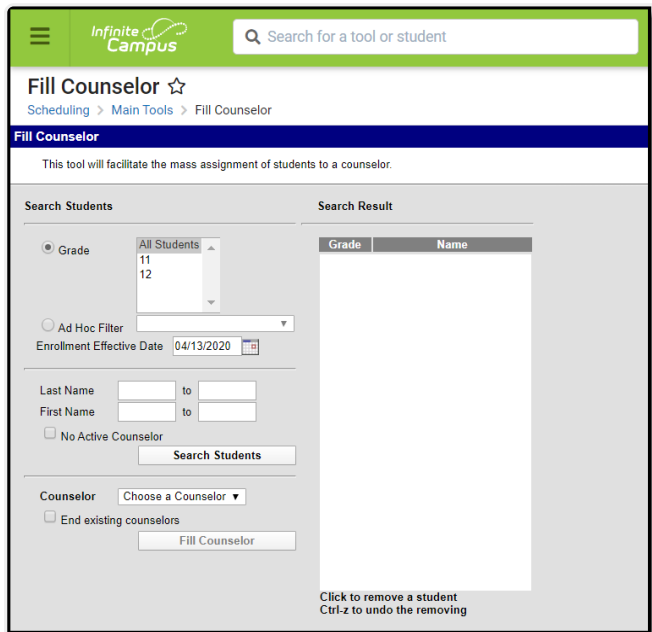 Infinite
Campus
Search for a tool or student
Fill Counselor
Scheduling > Main Tools > Fill Counselor
Fill Counselor
This tool will facilitate the mass assignment of students to a counselor.
Search Students
Grade
All Students
11
12
Ad Hoc Filter
Enrollment Effective Date 04/13/2020
Last Name to
First Name to
No Active Counselor
Search Students
Counselor Choose a Counselor
End existing counselors
Fill Counselor
Search Result
Grade Name
Click to remove a student
Ctrl-z to undo the removing